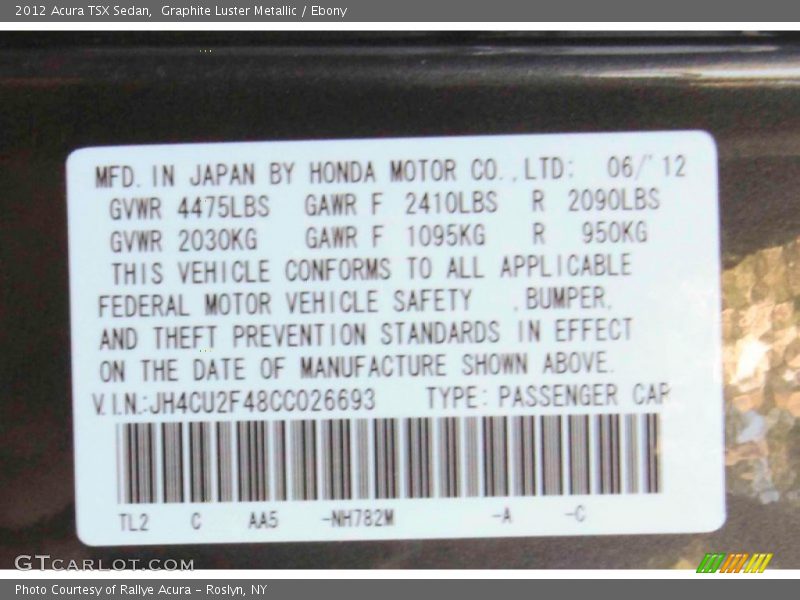 2012 Acura TSX Sedan,  Graphite Luster Metallic / Ebony
MFD. IN JAPAN BY HONDA MOTOR CO.,LTD: 06/'12
GVWR 4475LBS GAWR F 2410LBS R 2090LBS
GVWR 2030KG GAWR F 1095KG R 950KG
THIS VEHICLE CONFORMS TO ALL APPLICABLE
FEDERAL MOTOR VEHICLE SAFETY ,BUMPER,
AND THEFT PREVENTION STANDARDS IN EFFECT
ON THE DATE OF MANUFACTURE SHOWN ABOVE.
V.I.N.:JH4CU2F48CC026693 TYPE: PASSENGER CAR
TL2 C AA5 -NH782M -A -C
GTCARLOT.COM
Photo Courtesy of Rallye Acura - Roslyn, NY